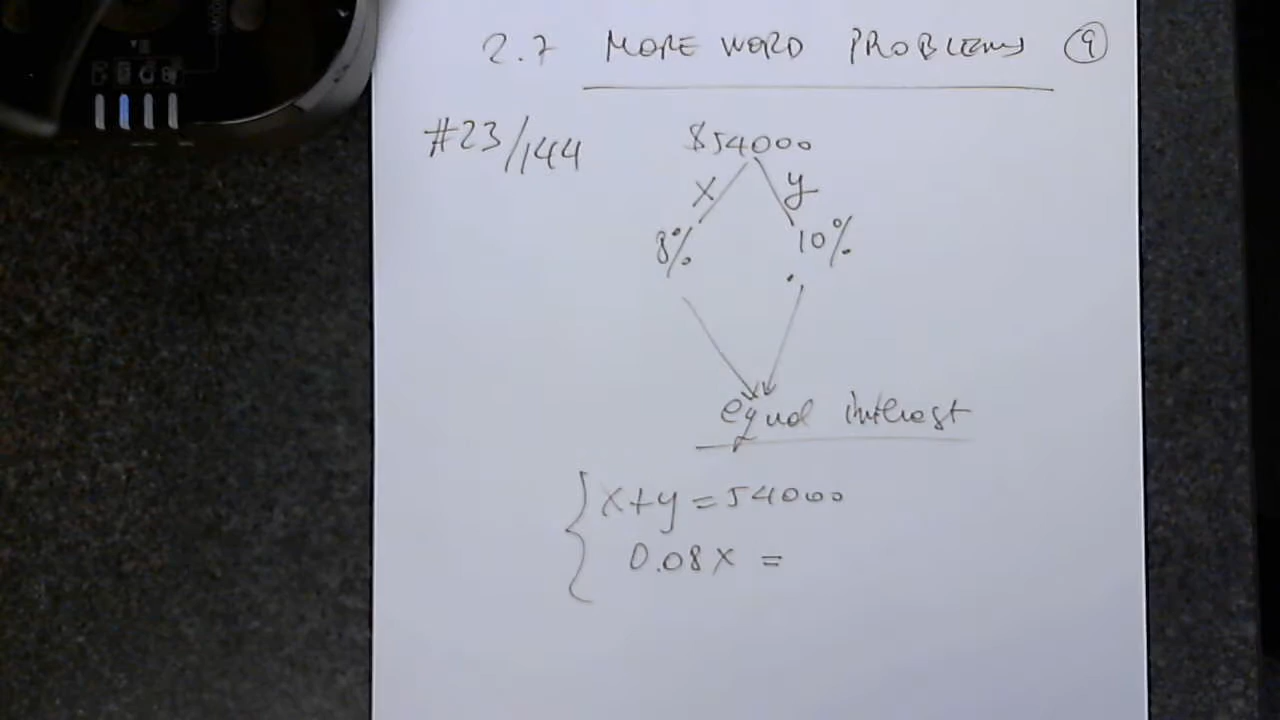 2.7 MORE WORD PROBLEMS 9
#23/144
$54000
x y
8% 10%
equal interest
x+y=54000
0.08x =